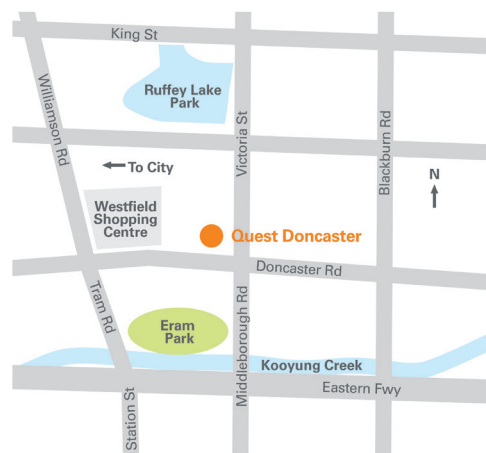 King St
Williamson Rd
Ruffey Lake
Park
Victoria St
Blackburn Rd
To City
N
Westfield
Shopping
Centre
Quest Doncaster
Doncaster Rd
Tram Rd
Eram
Park
Middleborough Rd
Kooyung Creek
Eastern Fwy
Station St